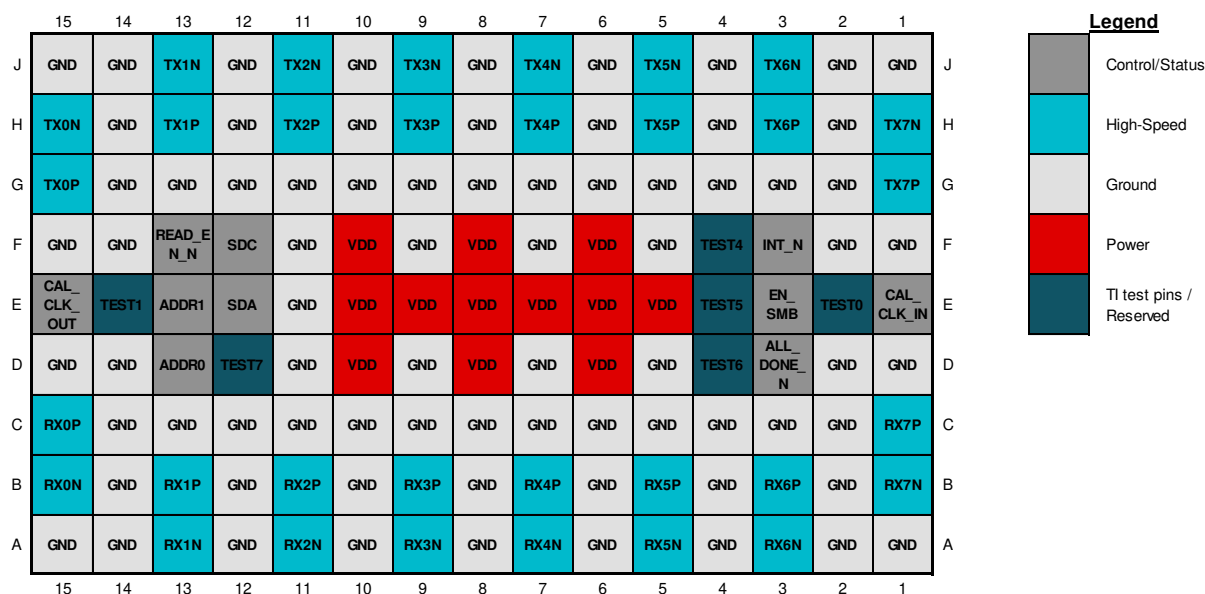 15 14 13 12 11 10 9 8 7 6 5 4 3 2 1 Legend
J GND GND TX1N GND TX2N GND TX3N GND TX4N GND TX5N GND TX6N GND GND J Control/Status
H TX0N GND TX1P GND TX2P GND TX3P GND TX4P GND TX5P GND TX6P GND TX7N H High-Speed
G TX0P GND GND GND GND GND GND GND GND GND GND GND GND GND TX7P G Ground
F GND GND READ_E
N_N SDC GND VDD GND VDD GND VDD GND TEST4 INT_N GND GND F Power
E CAL_
CLK_
OUT TEST1 ADDR1 SDA GND VDD VDD VDD VDD VDD VDD TEST5 EN_
SMB TEST0 CAL_
CLK_IN E TI test pins /
Reserved
D GND GND ADDR0 TEST7 GND VDD GND VDD GND VDD GND TEST6 ALL_
DONE_
N GND GND D
C RX0P GND GND GND GND GND GND GND GND GND GND GND GND GND RX7P C
B RX0N GND RX1P GND RX2P GND RX3P GND RX4P GND RX5P GND RX6P GND RX7N B
A GND GND RX1N GND RX2N GND RX3N GND RX4N GND RX5N GND RX6N GND GND A
15 14 13 12 11 10 9 8 7 6 5 4 3 2 1